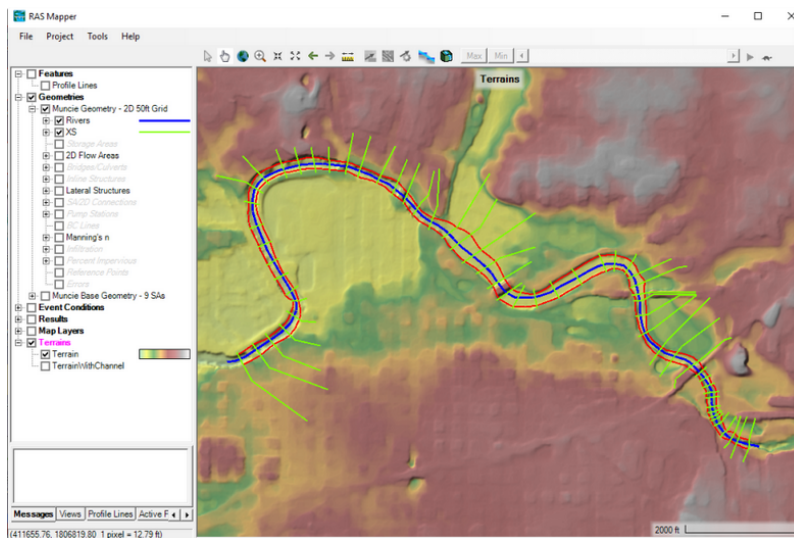 RAS Mapper
File Project Tools Help
Max Min
Features
Profile Lines
Geometries
Muncie Geometry - 2D 50ft Grid
Rivers
XS
Storage Areas
2D Flow Areas
Bridges/Culverts
Inline Structures
Lateral Structures
SA/2D Connections
Pump Stations
BC Lines
Manning's n
Infiltration
Percent Impervious
Reference Points
Errors
Muncie Base Geometry - 9 SAs
Event Conditions
Results
Map Layers
Terrains
Terrain
TerrainWithChannel
Terrains
2000 ft
Messages Views Profile Lines Active F
(411655.76, 1806819.80 1 pixel = 12.79 ft)